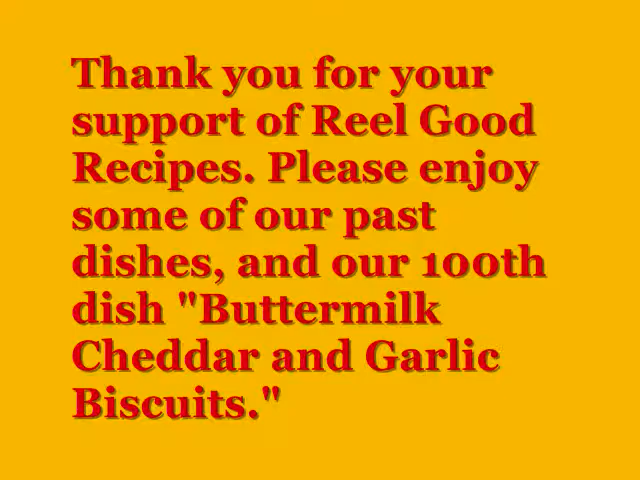 Thank you for your
support of Reel Good
Recipes. Please enjoy
some of our past
dishes, and our 100th
dish "Buttermilk
Cheddar and Garlic
Biscuits."